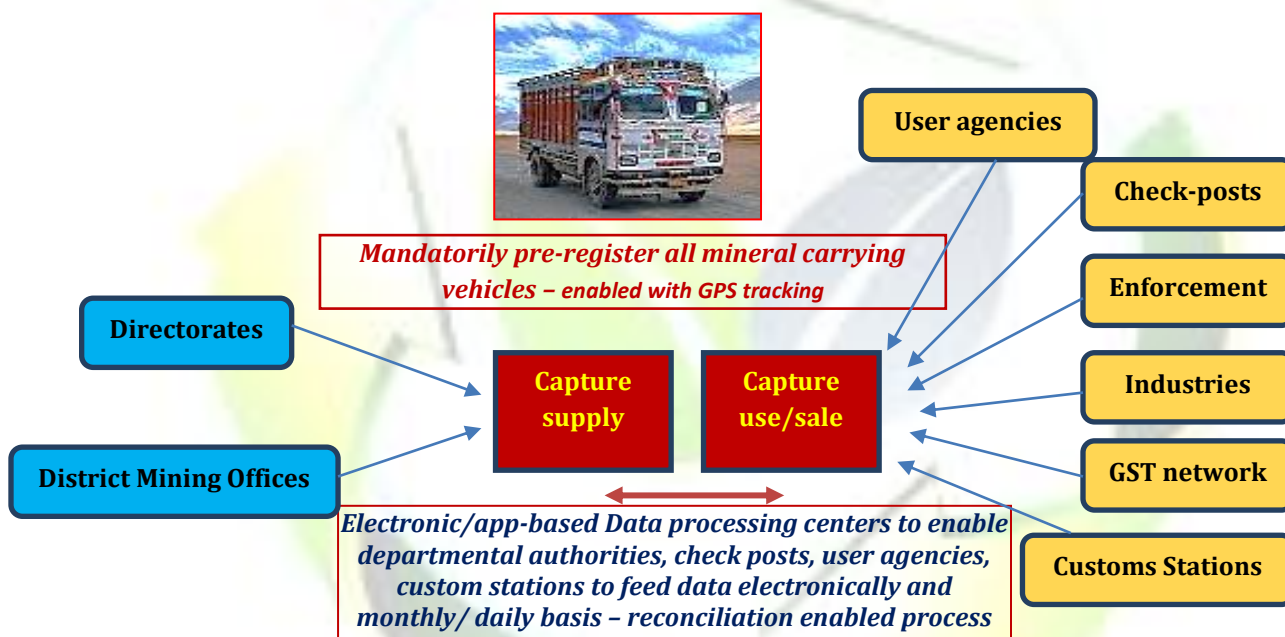 User agencies
Check-posts
Mandatorily pre-register all mineral carrying
vehicles – enabled with GPS tracking
Enforcement
Directorates
Capture
supply
Capture
use/sale
Industries
District Mining Offices
GST network
Electronic/app-based Data processing centers to enable
departmental authorities, check posts, user agencies,
custom stations to feed data electronically and
monthly/ daily basis – reconciliation enabled process
Customs Stations